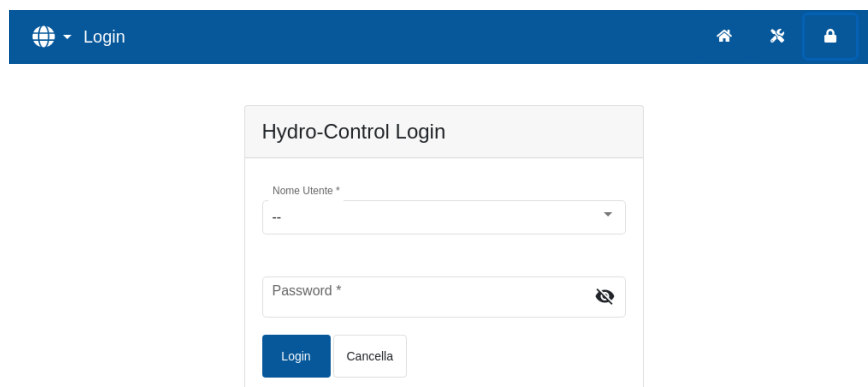 Login
Hydro-Control Login
Nome Utente *
--
Password *
Login
Cancella